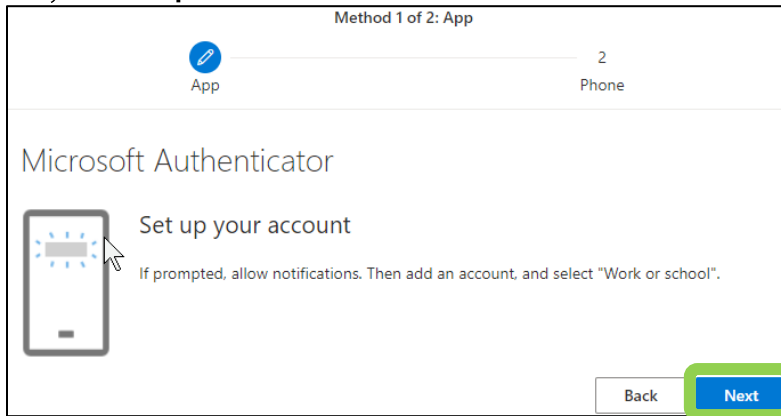 Method 1 of 2: App
2
App
Phone
Microsoft Authenticator
Set up your account
If prompted, allow notifications. Then add an account, and select "Work or school".
Back
Next